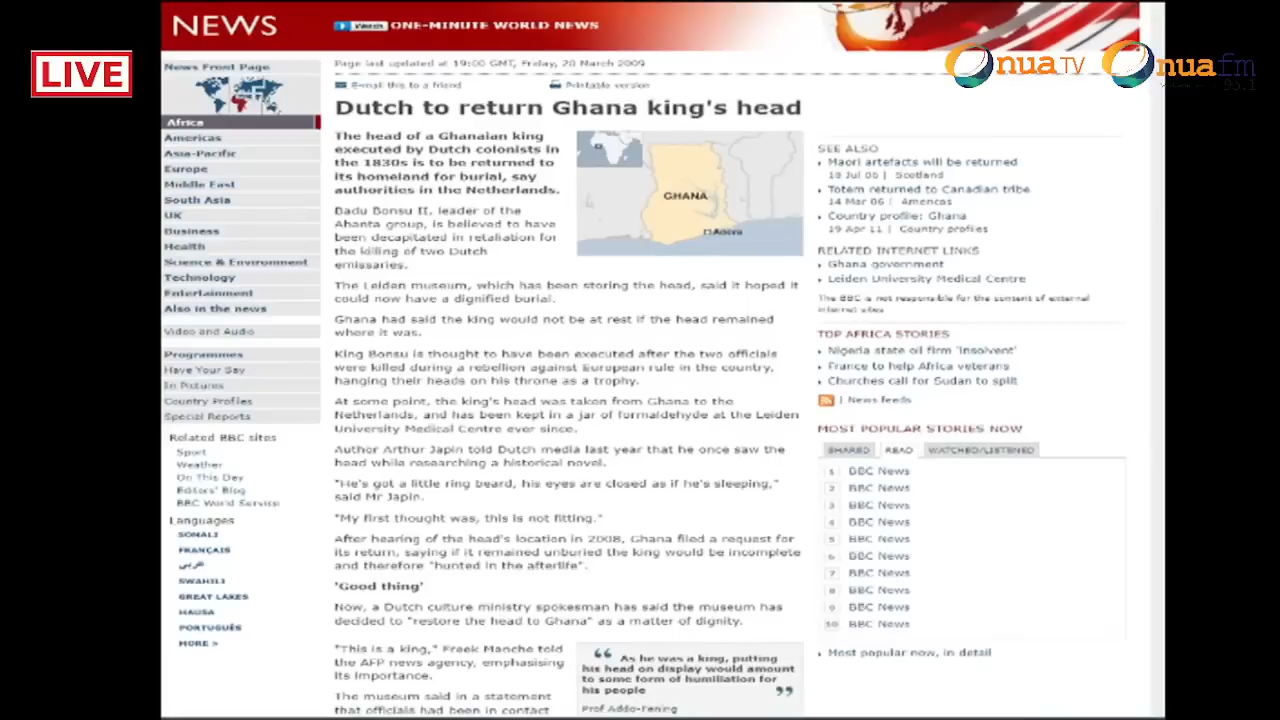 LIVE
NEWS
Watch ONE-MINUTE WORLD NEWS
nua TV
nua fm
95.1
News Front Page
Africa
Americas
Asia-Pacific
Europe
Middle East
South Asia
UK
Business
Health
Science & Environment
Technology
Entertainment
Also in the news
Video and Audio
Programmes
Have Your Say
In Pictures
Country Profiles
Special Reports
Related BBC sites
Sport
Weather
On This Day
Editors' Blog
BBC World Service
Languages
SOMALI
FRANÇAIS
عربي
SWAHILI
GREAT LAKES
HAUSA
PORTUGUÊS
MORE >
Page last updated at 19:00 GMT, Friday, 20 March 2009
E-mail this to a friend
Printable version
Dutch to return Ghana king's head
The head of a Ghanaian king
executed by Dutch colonists in
the 1830s is to be returned to
its homeland for burial, say
authorities in the Netherlands.
GHANA
Accra
Badu Bonsu II, leader of the
Ahanta group, is believed to have
been decapitated in retaliation for
the killing of two Dutch
emissaries.
The Leiden museum, which has been storing the head, said it hoped it
could now have a dignified burial.
Ghana had said the king would not be at rest if the head remained
where it was.
King Bonsu is thought to have been executed after the two officials
were killed during a rebellion against European rule in the country,
hanging their heads on his throne as a trophy.
At some point, the king's head was taken from Ghana to the
Netherlands, and has been kept in a jar of formaldehyde at the Leiden
University Medical Centre ever since.
Author Arthur Japin told Dutch media last year that he once saw the
head while researching a historical novel.
"He's got a little ring beard, his eyes are closed as if he's sleeping,"
said Mr Japin.
"My first thought was, this is not fitting."
After hearing of the head's location in 2008, Ghana filed a request for
its return, saying if it remained unburied the king would be incomplete
and therefore "hunted in the afterlife".
'Good thing'
Now, a Dutch culture ministry spokesman has said the museum has
decided to "restore the head to Ghana" as a matter of dignity.
"This is a king," Freek Manche told
the AFP news agency, emphasising
its importance.
The museum said in a statement
that officials had been in contact
As he was a king, putting
his head on display would amount
to some form of humiliation for
his people
Prof Addo-Fening
SEE ALSO
Maori artefacts will be returned
18 Jul 06 | Scotland
Totem returned to Canadian tribe
14 Mar 06 | Americas
Country profile: Ghana
19 Apr 11 | Country profiles
RELATED INTERNET LINKS
Ghana government
Leiden University Medical Centre
The BBC is not responsible for the content of external
internet sites
TOP AFRICA STORIES
Nigeria state oil firm 'insolvent'
France to help Africa veterans
Churches call for Sudan to split
| News feeds
MOST POPULAR STORIES NOW
SHARED READ WATCHED/LISTENED
1 BBC News
2 BBC News
3 BBC News
4 BBC News
5 BBC News
6 BBC News
7 BBC News
8 BBC News
9 BBC News
10 BBC News
Most popular now, in detail